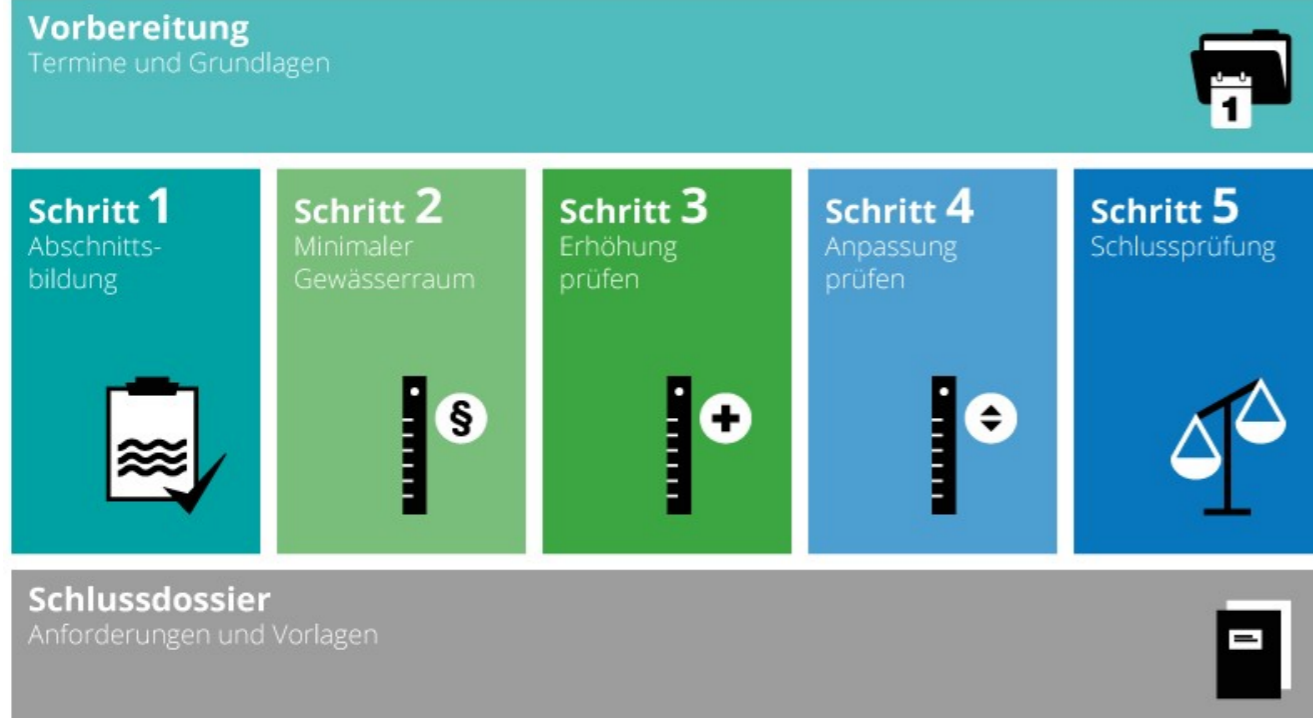 Vorbereitung
Termine und Grundlagen
1
Schritt 1
Abschnitts-
bildung
Schritt 2
Minimaler
Gewässerraum
§
Schritt 3
Erhöhung
prüfen
+
Schritt 4
Anpassung
prüfen
Schritt 5
Schlussprüfung
Schlussdossier
Anforderungen und Vorlagen